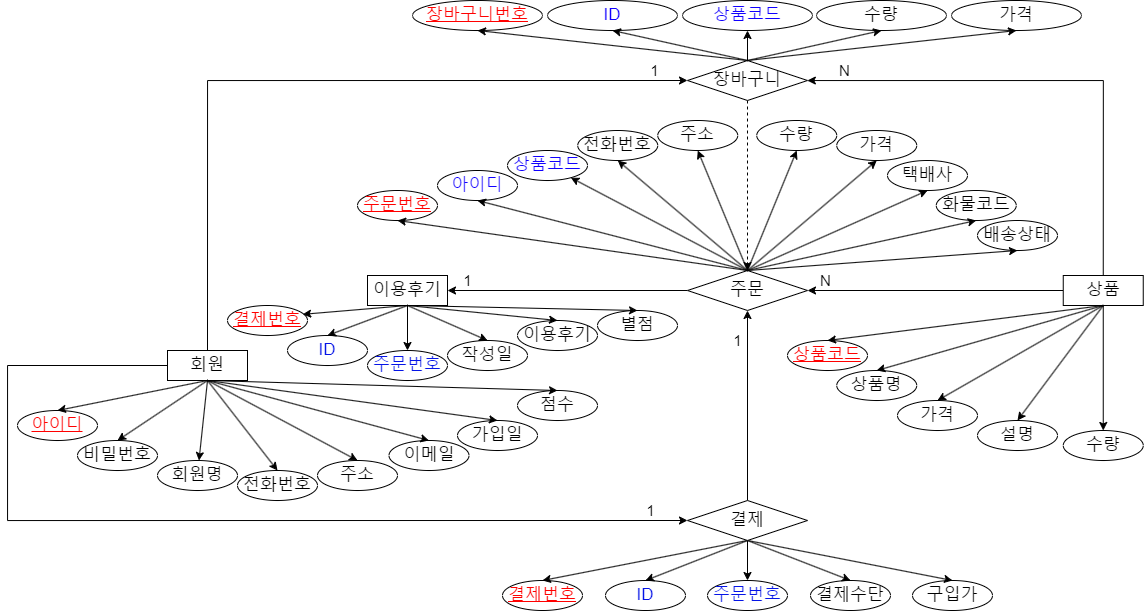 장바구니번호 ID 상품코드 수량 가격
1 장바구니 N
전화번호 주소 수량 가격
아이디 상품코드 택배사
주문번호 화물코드
배송상태
이용후기 1 주문 N 상품
결제번호 ID 주문번호 작성일 이용후기 별점
1
회원
상품코드 상품명 가격 설명 수량
아이디 비밀번호 회원명 전화번호 주소 이메일 가입일 점수
1 결제
결제번호 ID 주문번호 결제수단 구입가